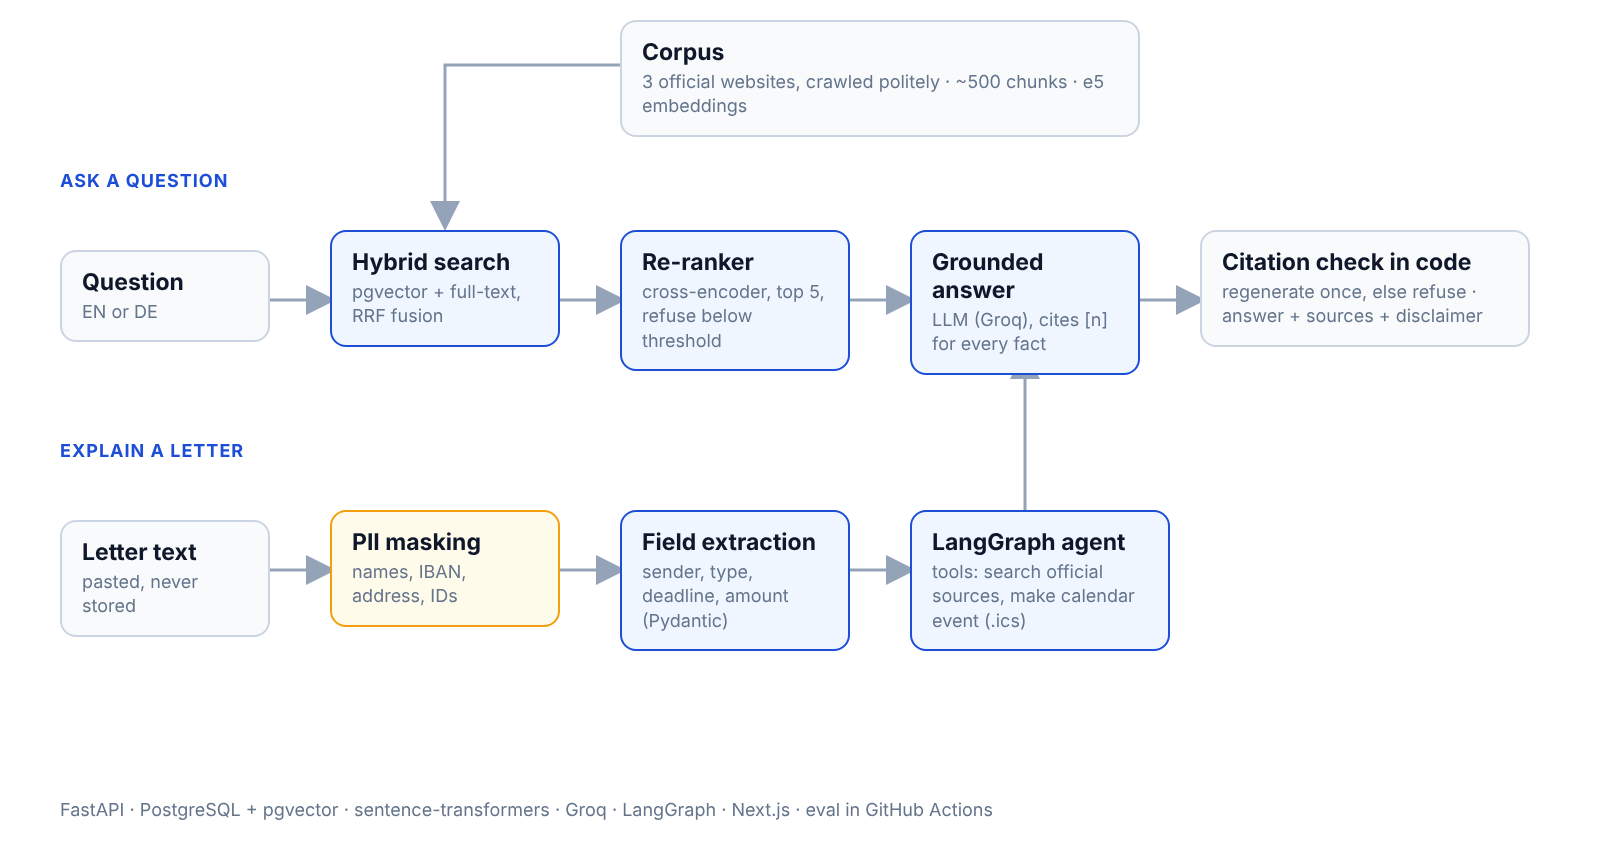 Corpus
3 official websites, crawled politely · ~500 chunks · e5
embeddings
ASK A QUESTION
Question
EN or DE
Hybrid search
pgvector + full-text,
RRF fusion
Re-ranker
cross-encoder, top 5,
refuse below
threshold
Grounded
answer
LLM (Groq), cites [n]
for every fact
Citation check in code
regenerate once, else refuse ·
answer + sources + disclaimer
EXPLAIN A LETTER
Letter text
pasted, never
stored
PII masking
names, IBAN,
address, IDs
Field extraction
sender, type,
deadline, amount
(Pydantic)
LangGraph agent
tools: search official
sources, make calendar
event (.ics)
FastAPI · PostgreSQL + pgvector · sentence-transformers · Groq · LangGraph · Next.js · eval in GitHub Actions